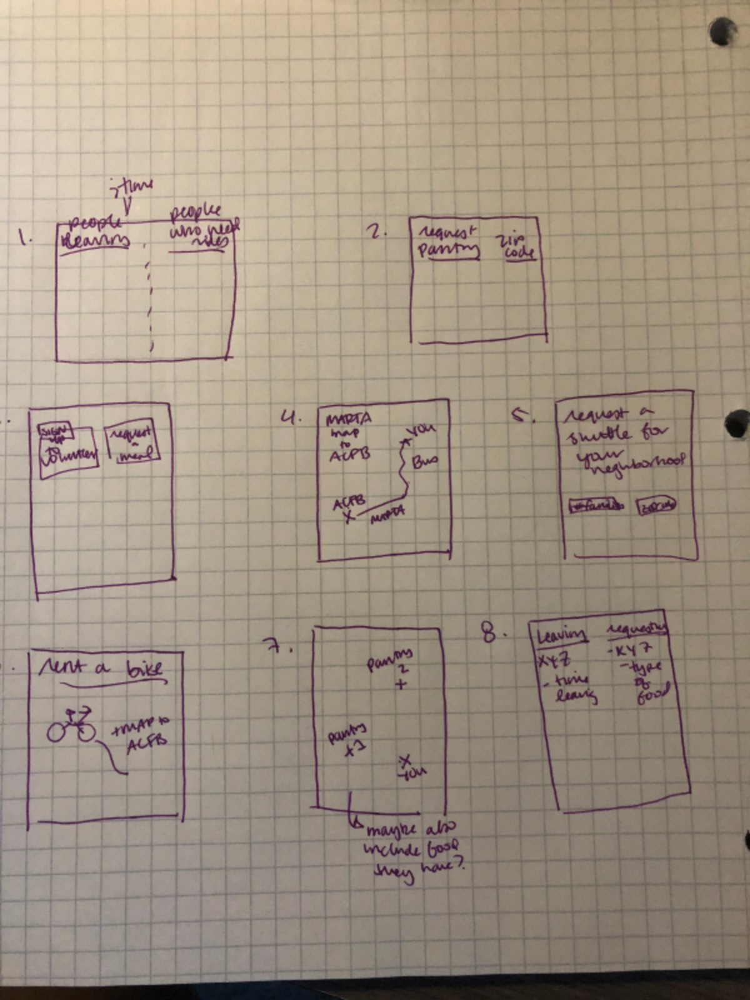 time
1.
people
leaving
people
who need
rides
2.
request
pantry
zip
code
sign
up
to
volunteer
request
a
meal
4.
MARTA
map
to
ACFB
YOU
Bus
ACFB
X
MARTA
5.
request a
shuttle for
your
neighborhood
rent a bike
+MAP to
ACFB
7.
pantry
2
+
pantry
+3
X
YOU
maybe also
include food
they have?
8.
Leaving
XYZ
- time
leaving
requesting
- XYZ
- type
of
food